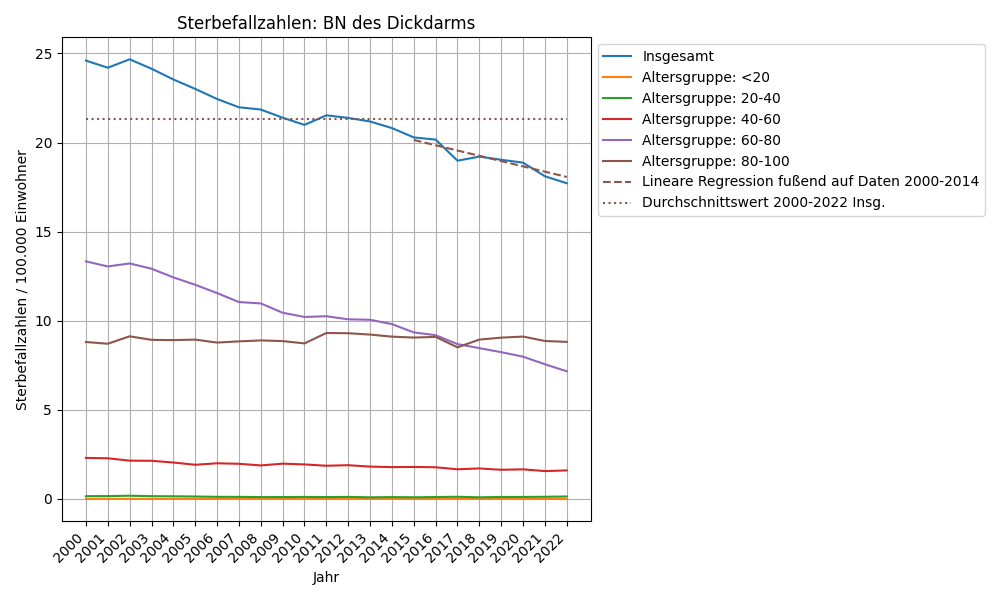 Sterbefallzahlen: BN des Dickdarms
Sterbefallzahlen / 100.000 Einwohner
25
20
15
10
5
0
2000
2001
2002
2003
2004
2005
2006
2007
2008
2009
2010
2011
2012
2013
2014
2015
2016
2017
2018
2019
2020
2021
2022
Jahr
Insgesamt
Altersgruppe: <20
Altersgruppe: 20-40
Altersgruppe: 40-60
Altersgruppe: 60-80
Altersgruppe: 80-100
Lineare Regression fußend auf Daten 2000-2014
Durchschnittswert 2000-2022 Insg.